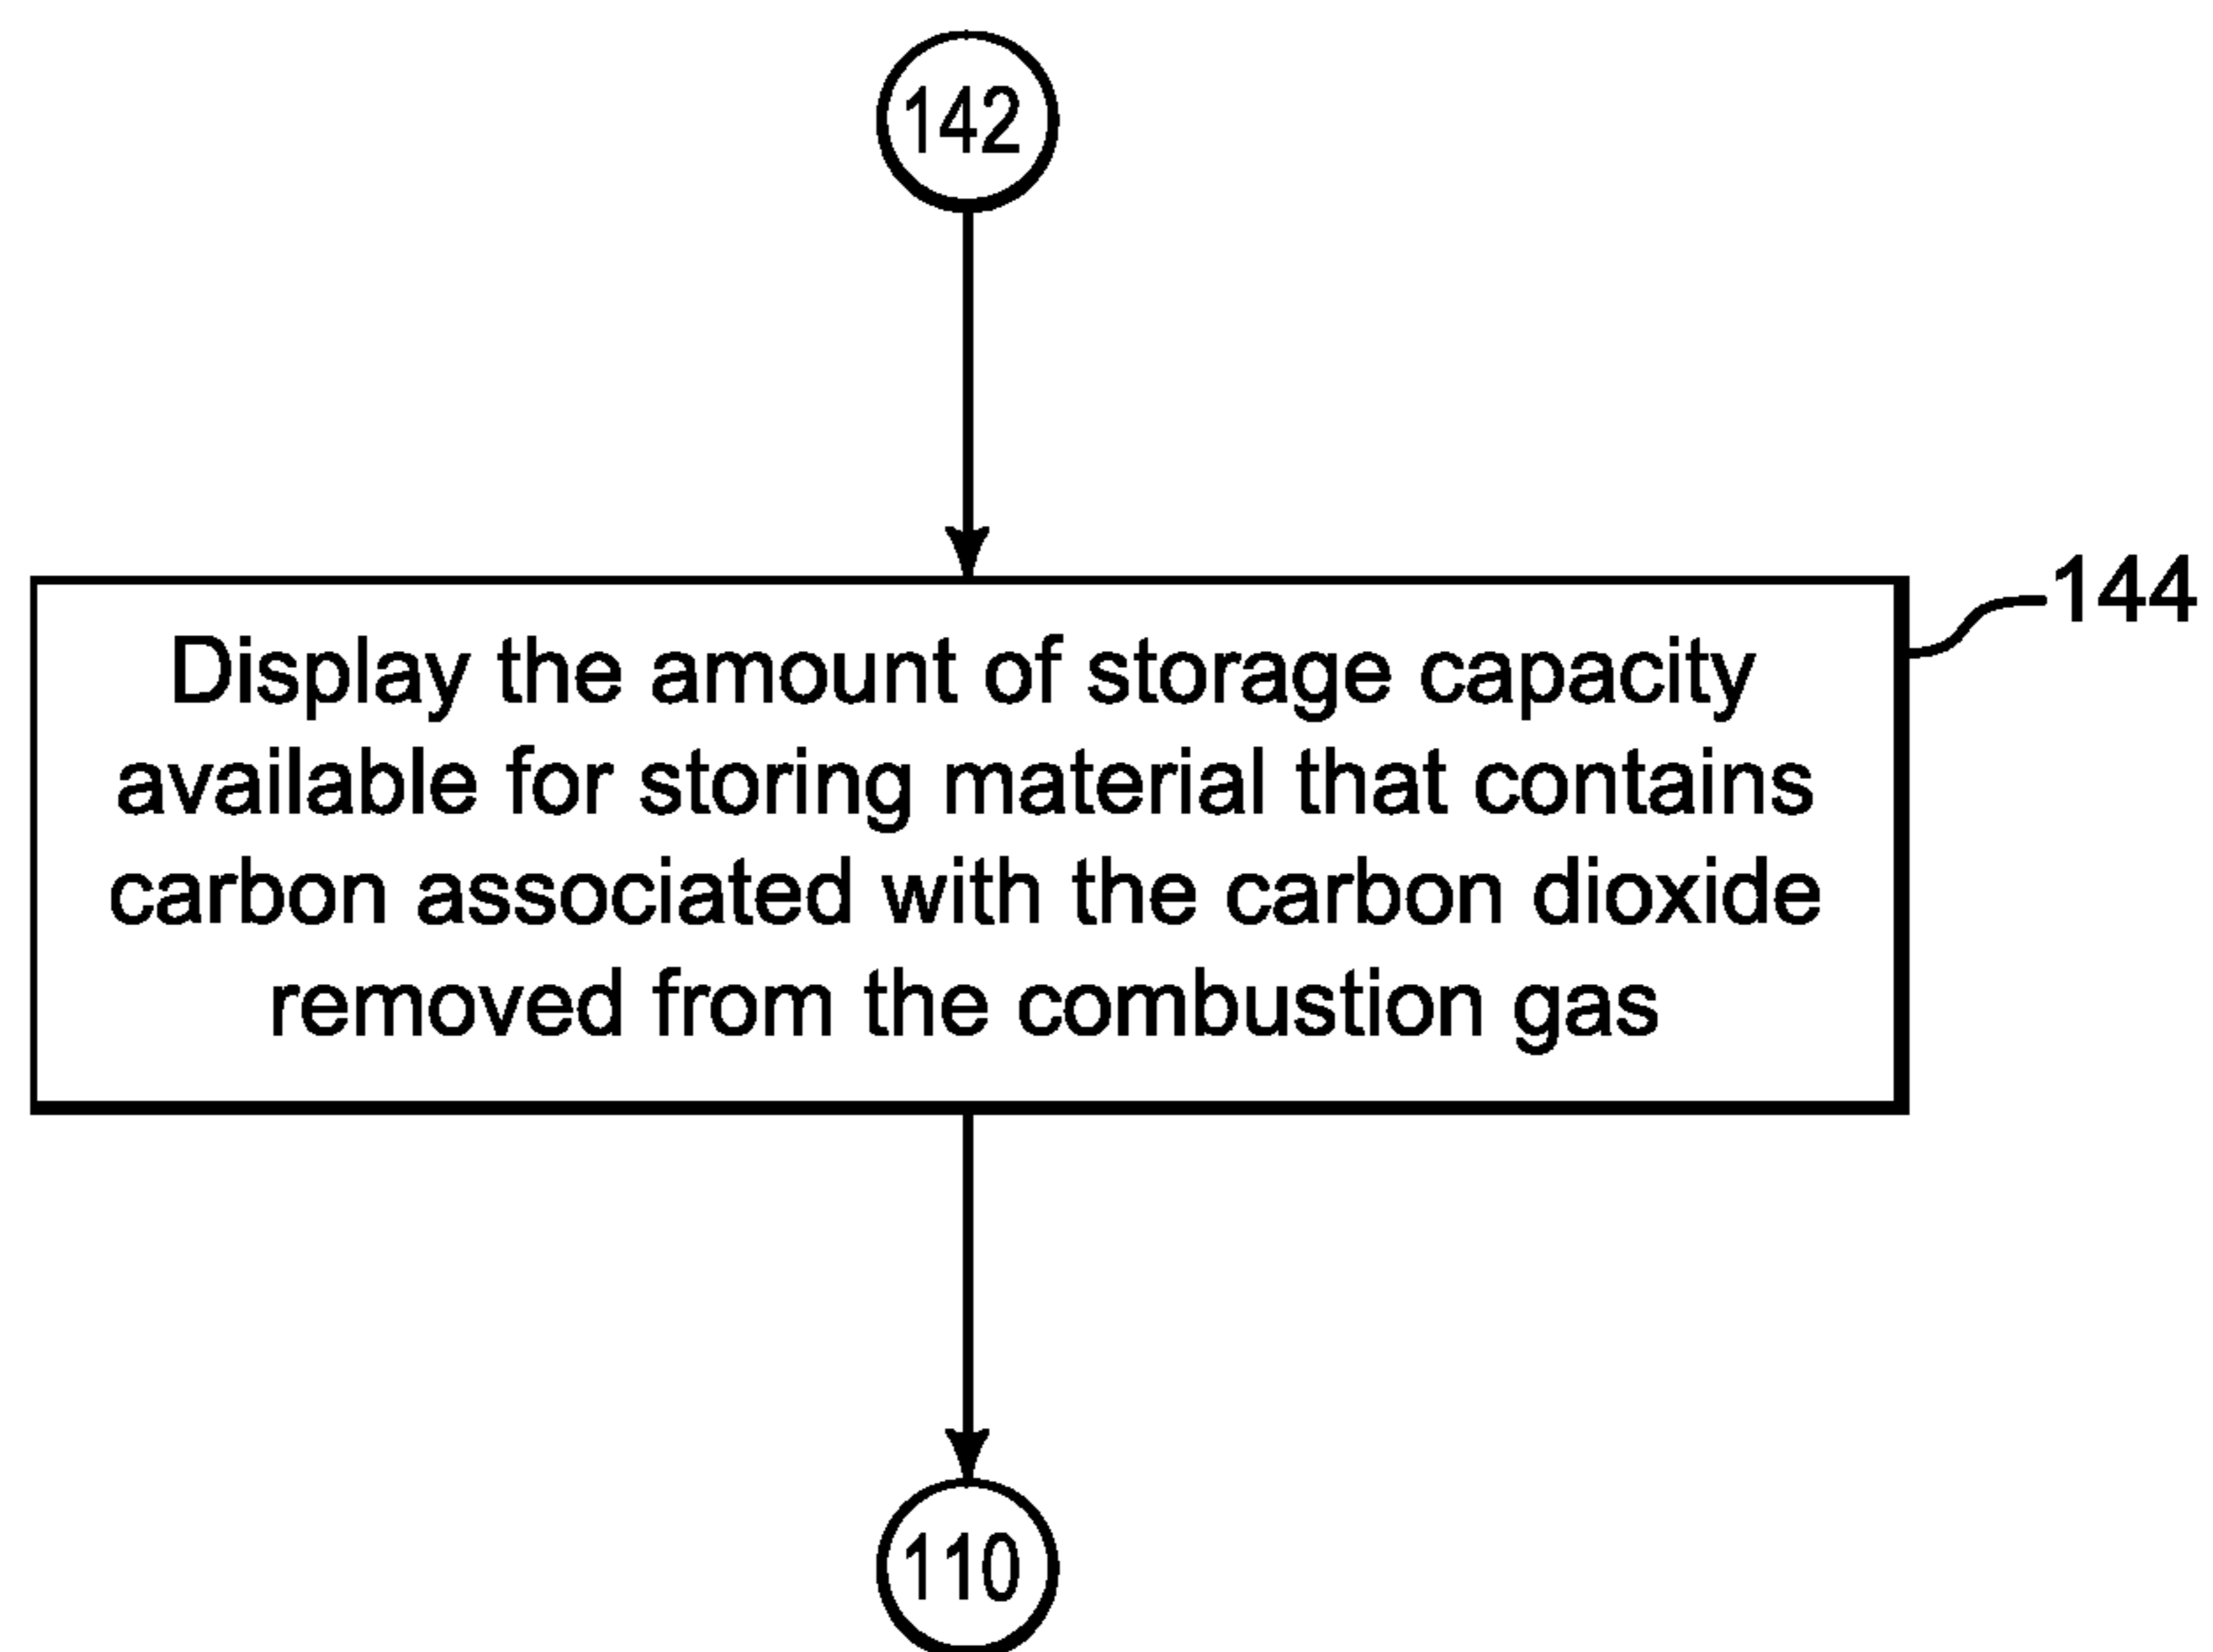 142
144
Display the amount of storage capacity
available for storing material that contains
carbon associated with the carbon dioxide
removed from the combustion gas
110